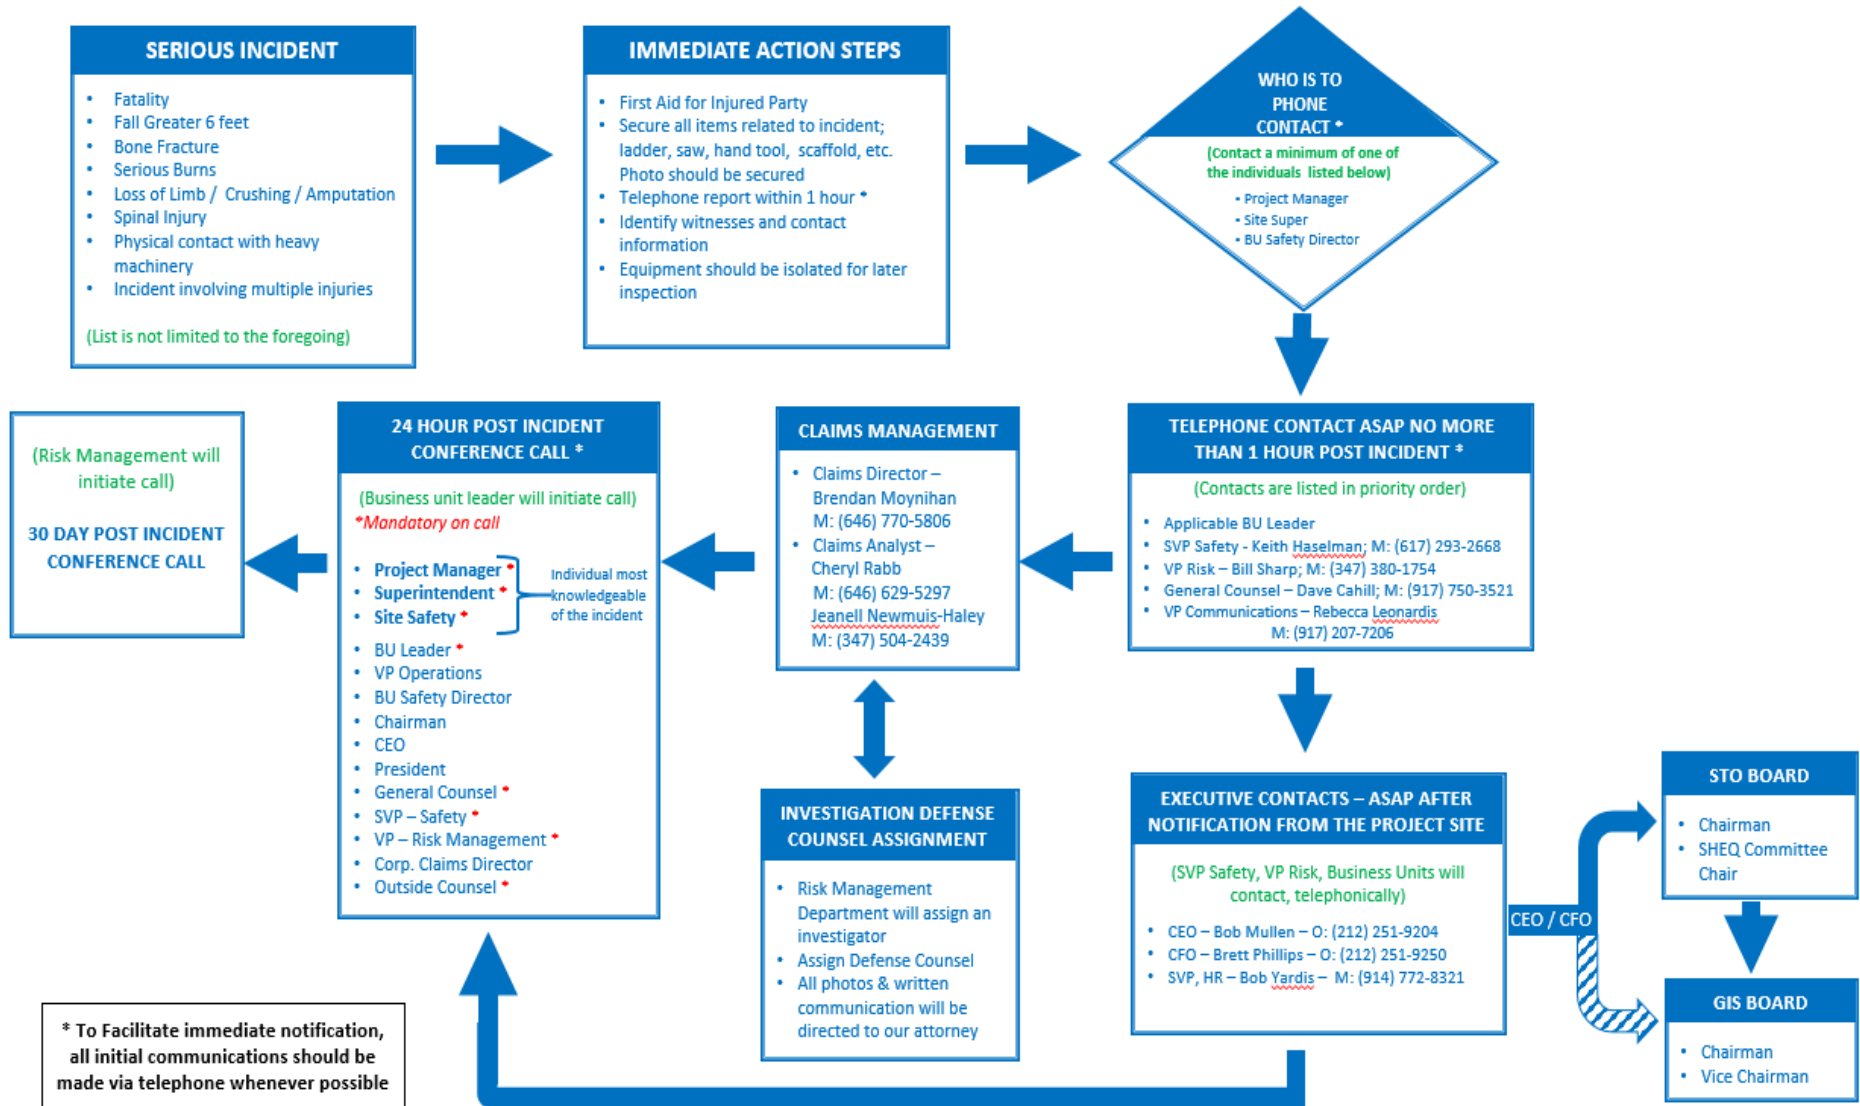 SERIOUS INCIDENT
• Fatality
• Fall Greater 6 feet
• Bone Fracture
• Serious Burns
• Loss of Limb / Crushing / Amputation
• Spinal Injury
• Physical contact with heavy
machinery
• Incident involving multiple injuries
(List is not limited to the foregoing)
IMMEDIATE ACTION STEPS
• First Aid for Injured Party
• Secure all items related to incident;
ladder, saw, hand tool, scaffold, etc.
Photo should be secured
• Telephone report within 1 hour *
• Identify witnesses and contact
information
• Equipment should be isolated for later
inspection
WHO IS TO
PHONE
CONTACT *
(Contact a minimum of one of
the individuals listed below)
▪ Project Manager
▪ Site Super
▪ BU Safety Director
TELEPHONE CONTACT ASAP NO MORE
THAN 1 HOUR POST INCIDENT *
(Contacts are listed in priority order)
• Applicable BU Leader
• SVP Safety - Keith Haselman; M: (617) 293-2668
• VP Risk – Bill Sharp; M: (347) 380-1754
• General Counsel – Dave Cahill; M: (917) 750-3521
• VP Communications – Rebecca Leonardis
M: (917) 207-7206
CLAIMS MANAGEMENT
• Claims Director –
Brendan Moynihan
M: (646) 770-5806
• Claims Analyst –
Cheryl Rabb
M: (646) 629-5297
Jeanell Newmuis-Haley
M: (347) 504-2439
24 HOUR POST INCIDENT
CONFERENCE CALL *
(Business unit leader will initiate call)
*Mandatory on call
• Project Manager *
• Superintendent *
• Site Safety *
Individual most
knowledgeable
of the incident
• BU Leader *
• VP Operations
• BU Safety Director
• Chairman
• CEO
• President
• General Counsel *
• SVP – Safety *
• VP – Risk Management *
• Corp. Claims Director
• Outside Counsel *
(Risk Management will
initiate call)
30 DAY POST INCIDENT
CONFERENCE CALL
INVESTIGATION DEFENSE
COUNSEL ASSIGNMENT
• Risk Management
Department will assign an
investigator
• Assign Defense Counsel
• All photos & written
communication will be
directed to our attorney
EXECUTIVE CONTACTS – ASAP AFTER
NOTIFICATION FROM THE PROJECT SITE
(SVP Safety, VP Risk, Business Units will
contact, telephonically)
• CEO – Bob Mullen – O: (212) 251-9204
• CFO – Brett Phillips – O: (212) 251-9250
• SVP, HR – Bob Yardis – M: (914) 772-8321
CEO / CFO
STO BOARD
• Chairman
• SHEQ Committee
Chair
GIS BOARD
• Chairman
• Vice Chairman
* To Facilitate immediate notification,
all initial communications should be
made via telephone whenever possible